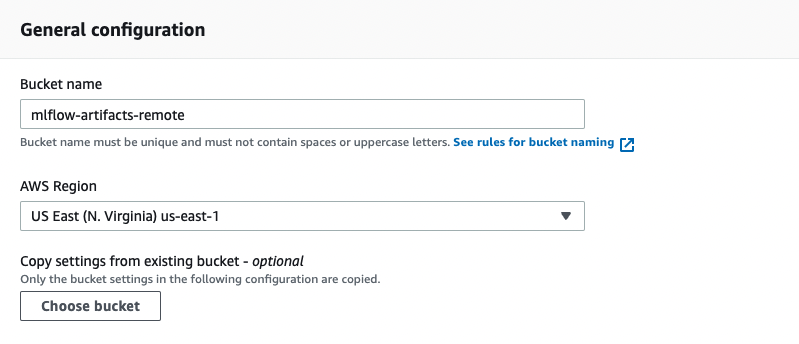 General configuration
Bucket name
mlflow-artifacts-remote
Bucket name must be unique and must not contain spaces or uppercase letters. See rules for bucket naming
AWS Region
US East (N. Virginia) us-east-1
Copy settings from existing bucket - optional
Only the bucket settings in the following configuration are copied.
Choose bucket